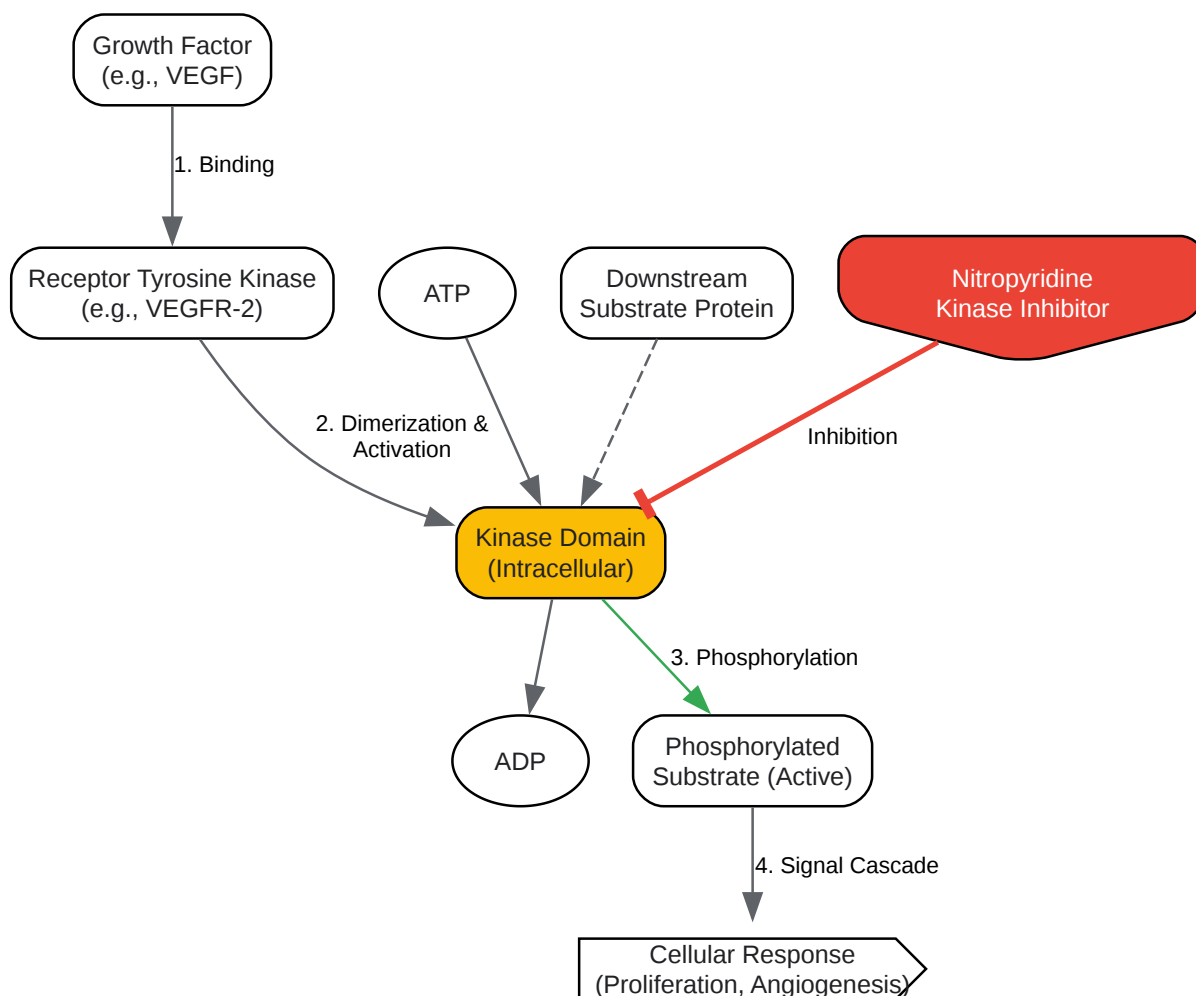 Growth Factor
(e.g., VEGF)
1. Binding
Receptor Tyrosine Kinase
(e.g., VEGFR-2)
ATP
Downstream
Substrate Protein
Nitropyridine
Kinase Inhibitor
2. Dimerization &
Activation
Inhibition
Kinase Domain
(Intracellular)
3. Phosphorylation
ADP
Phosphorylated
Substrate (Active)
4. Signal Cascade
Cellular Response
(Proliferation, Angiogenesis)